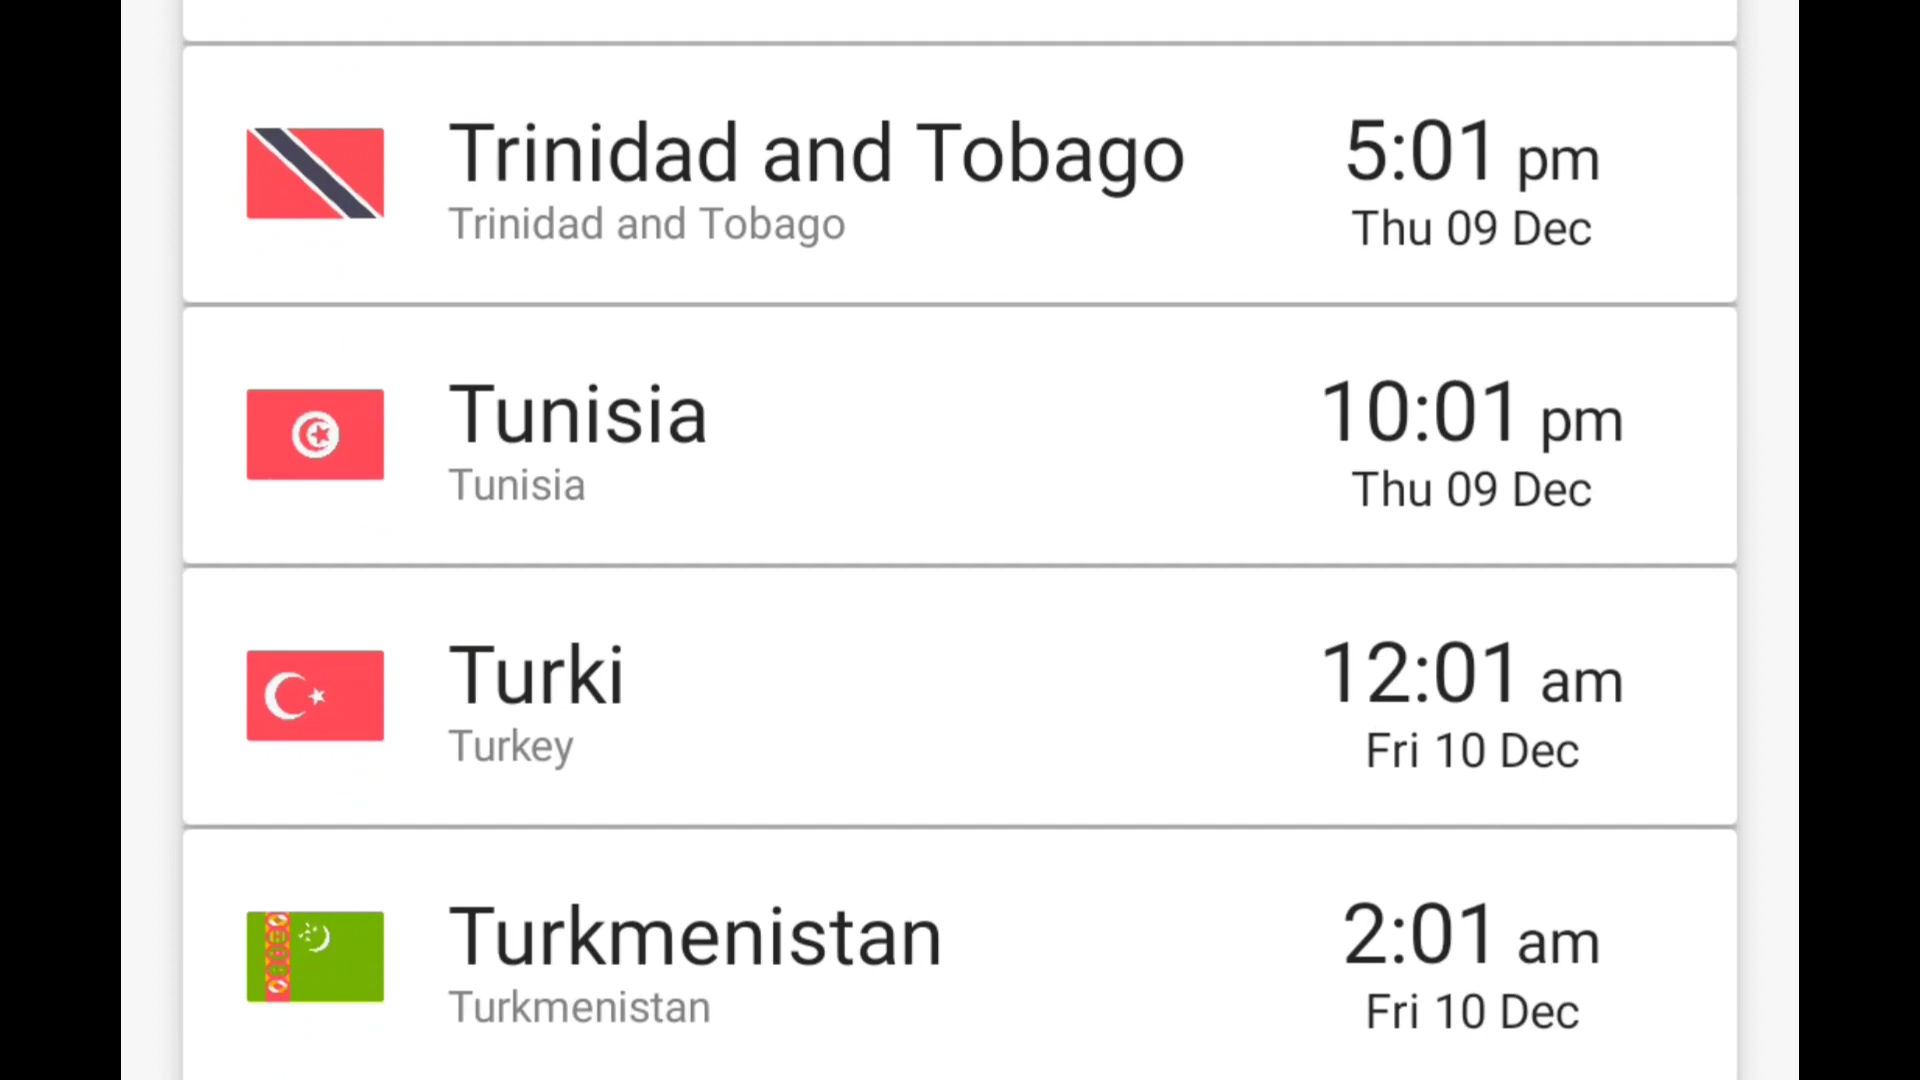 Trinidad and Tobago
5:01 pm
Trinidad and Tobago
Thu 09 Dec
Tunisia
10:01 pm
Tunisia
Thu 09 Dec
Turki
12:01 am
Turkey
Fri 10 Dec
Turkmenistan
2:01 am
Turkmenistan
Fri 10 Dec